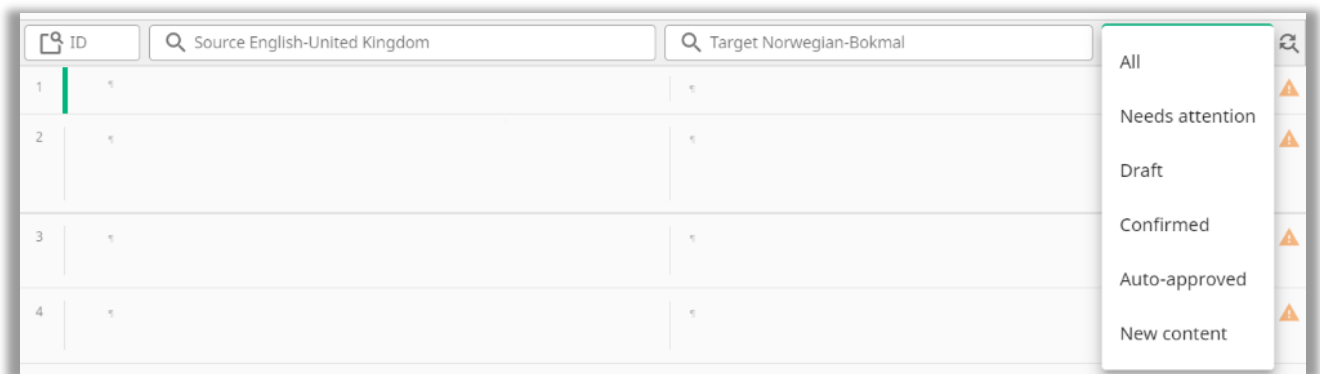 ID
Source English-United Kingdom
Target Norwegian-Bokmal
All
Needs attention
Draft
Confirmed
Auto-approved
New content
1 ¶ ¶
2 ¶ ¶
3 ¶ ¶
4 ¶ ¶